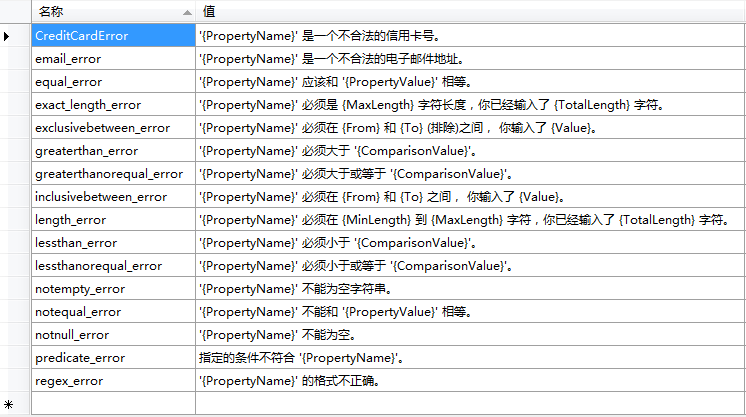 名称 值
CreditCardError '{PropertyName}' 是一个不合法的信用卡号。
email_error '{PropertyName}' 是一个不合法的电子邮件地址。
equal_error '{PropertyName}' 应该和 '{PropertyValue}' 相等。
exact_length_error '{PropertyName}' 必须是 {MaxLength} 字符长度，你已经输入了 {TotalLength} 字符。
exclusivebetween_error '{PropertyName}' 必须在 {From} 和 {To} (排除)之间， 你输入了 {Value}。
greaterthan_error '{PropertyName}' 必须大于 '{ComparisonValue}'。
greaterthanorequal_error '{PropertyName}' 必须大于或等于 '{ComparisonValue}'。
inclusivebetween_error '{PropertyName}' 必须在 {From} 和 {To} 之间， 你输入了 {Value}。
length_error '{PropertyName}' 必须在 {MinLength} 到 {MaxLength} 字符，你已经输入了 {TotalLength} 字符。
lessthan_error '{PropertyName}' 必须小于 '{ComparisonValue}'。
lessthanorequal_error '{PropertyName}' 必须小于或等于 '{ComparisonValue}'。
notempty_error '{PropertyName}' 不能为空字符串。
notequal_error '{PropertyName}' 不能和 '{PropertyValue}' 相等。
notnull_error '{PropertyName}' 不能为空。
predicate_error 指定的条件不符合 '{PropertyName}'。
regex_error '{PropertyName}' 的格式不正确。